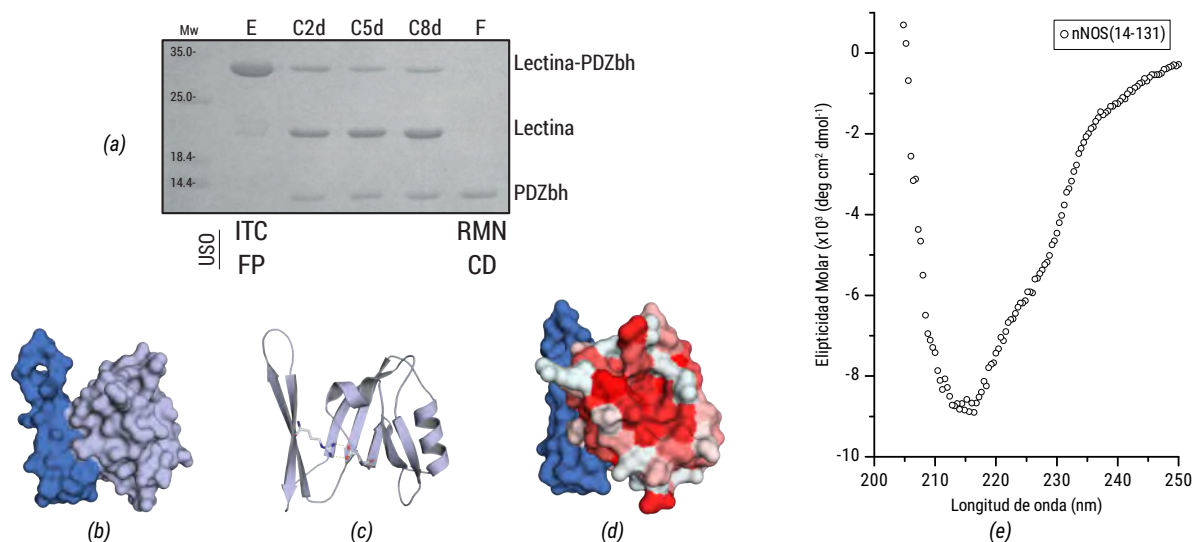 Mw E C2d C5d C8d F
35.0-
25.0-
18.4-
14.4-
Lectina-PDZbh
Lectina
PDZbh
(a)
USO
ITC RMN
FP CD
(b)
(c)
(d)
nNOS(14-131)
0
-2
-4
-6
-8
-10
Elipticidad Molar (x10³ (deg cm² dmol⁻¹)
200 210 220 230 240 250
Longitud de onda (nm)
(e)